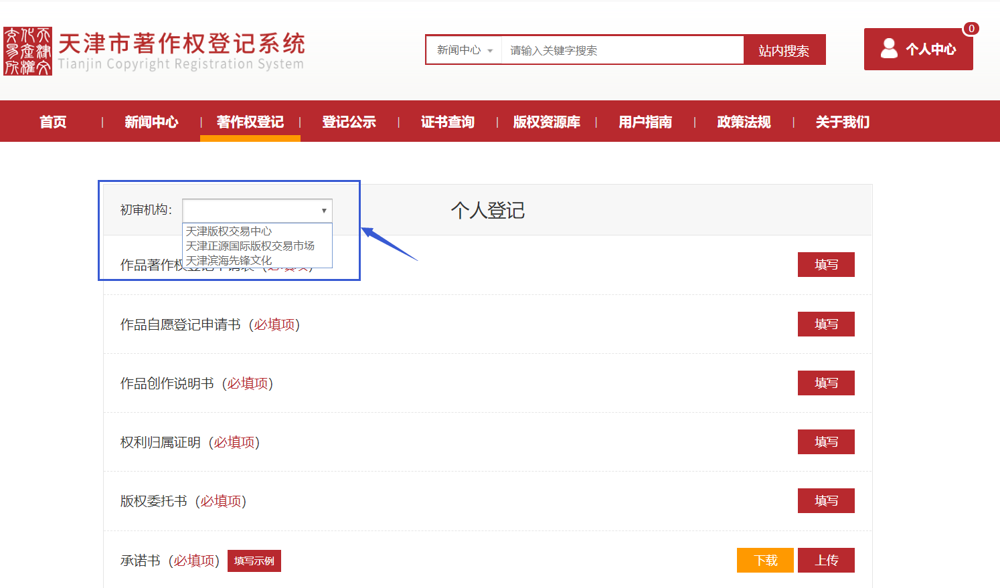 天津市著作权登记系统
Tianjin Copyright Registration System
新闻中心 请输入关键字搜索 站内搜索
个人中心 0
首页 | 新闻中心 | 著作权登记 | 登记公示 | 证书查询 | 版权资源库 | 用户指南 | 政策法规 | 关于我们
初审机构：
个人登记
天津版权交易中心
天津正源国际版权交易市场
天津滨海先锋文化
作品著作权登记申请表（必填项） 填写
作品自愿登记申请书（必填项） 填写
作品创作说明书（必填项） 填写
权利归属证明（必填项） 填写
版权委托书（必填项） 填写
承诺书（必填项） 填写示例 下载 上传